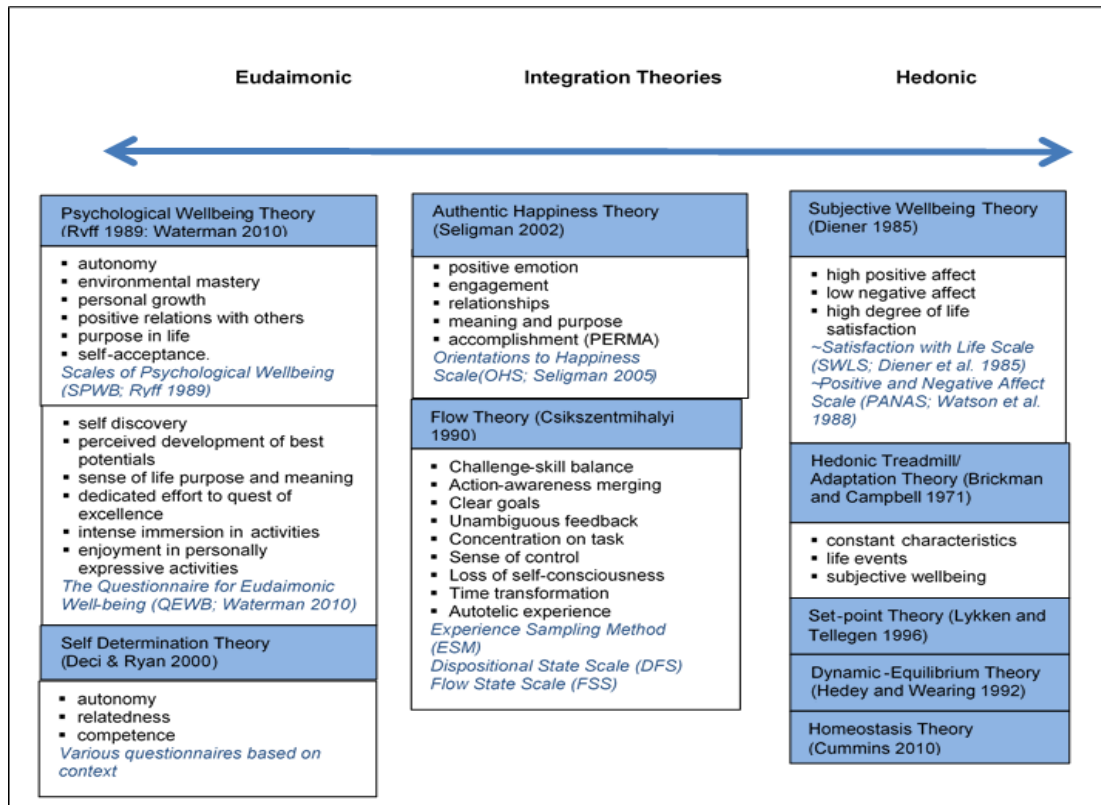 Eudaimonic
Integration Theories
Hedonic
Psychological Wellbeing Theory
(Ryff 1989; Waterman 2010)
▪ autonomy
▪ environmental mastery
▪ personal growth
▪ positive relations with others
▪ purpose in life
▪ self-acceptance.
Scales of Psychological Wellbeing
(SPWB; Ryff 1989)
▪ self discovery
▪ perceived development of best
potentials
▪ sense of life purpose and meaning
▪ dedicated effort to quest of
excellence
▪ intense immersion in activities
▪ enjoyment in personally
expressive activities
The Questionnaire for Eudaimonic
Well-being (QEWB; Waterman 2010)
Self Determination Theory
(Deci & Ryan 2000)
▪ autonomy
▪ relatedness
▪ competence
Various questionnaires based on
context
Authentic Happiness Theory
(Seligman 2002)
▪ positive emotion
▪ engagement
▪ relationships
▪ meaning and purpose
▪ accomplishment (PERMA)
Orientations to Happiness
Scale(OHS; Seligman 2005)
Flow Theory (Csikszentmihalyi
1990)
▪ Challenge-skill balance
▪ Action-awareness merging
▪ Clear goals
▪ Unambiguous feedback
▪ Concentration on task
▪ Sense of control
▪ Loss of self-consciousness
▪ Time transformation
▪ Autotelic experience
Experience Sampling Method
(ESM)
Dispositional State Scale (DFS)
Flow State Scale (FSS)
Subjective Wellbeing Theory
(Diener 1985)
▪ high positive affect
▪ low negative affect
▪ high degree of life
satisfaction
~Satisfaction with Life Scale
(SWLS; Diener et al. 1985)
~Positive and Negative Affect
Scale (PANAS; Watson et al.
1988)
Hedonic Treadmill/
Adaptation Theory (Brickman
and Campbell 1971)
▪ constant characteristics
▪ life events
▪ subjective wellbeing
Set-point Theory (Lykken and
Tellegen 1996)
Dynamic-Equilibrium Theory
(Hedey and Wearing 1992)
Homeostasis Theory
(Cummins 2010)